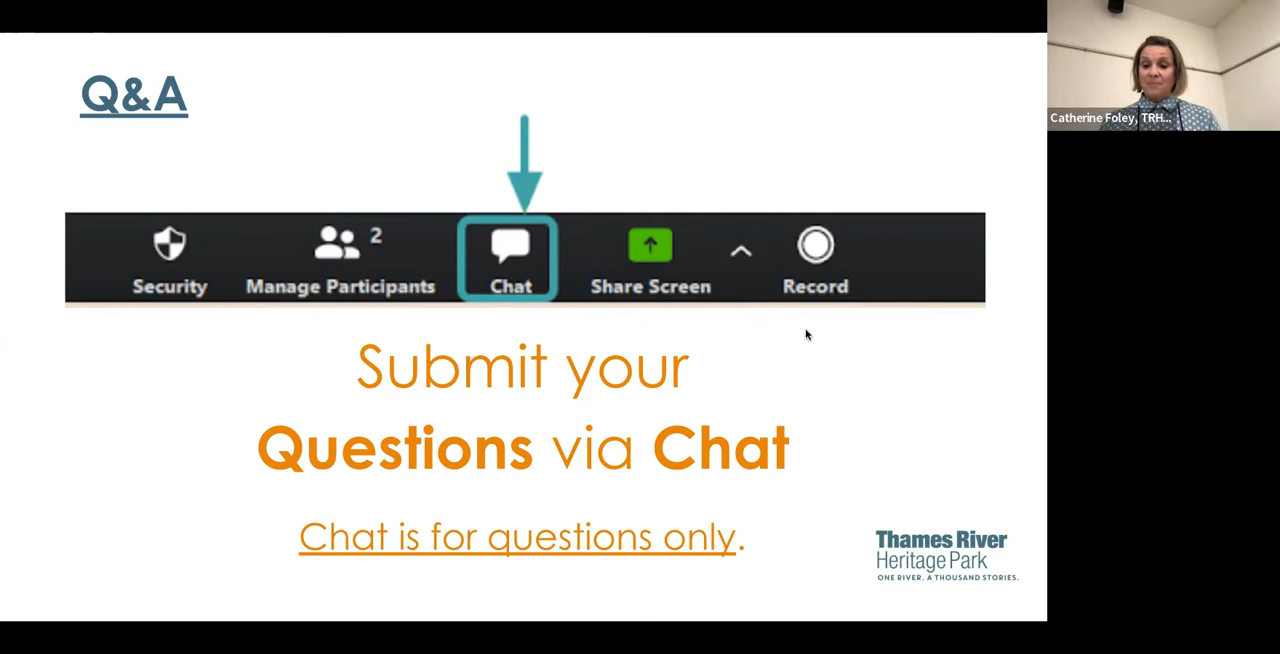 Q&A
2
Security Manage Participants Chat Share Screen Record
Submit your
Questions via Chat
Chat is for questions only.
Thames River
Heritage Park
ONE RIVER. A THOUSAND STORIES.
Catherine Foley, TRH...